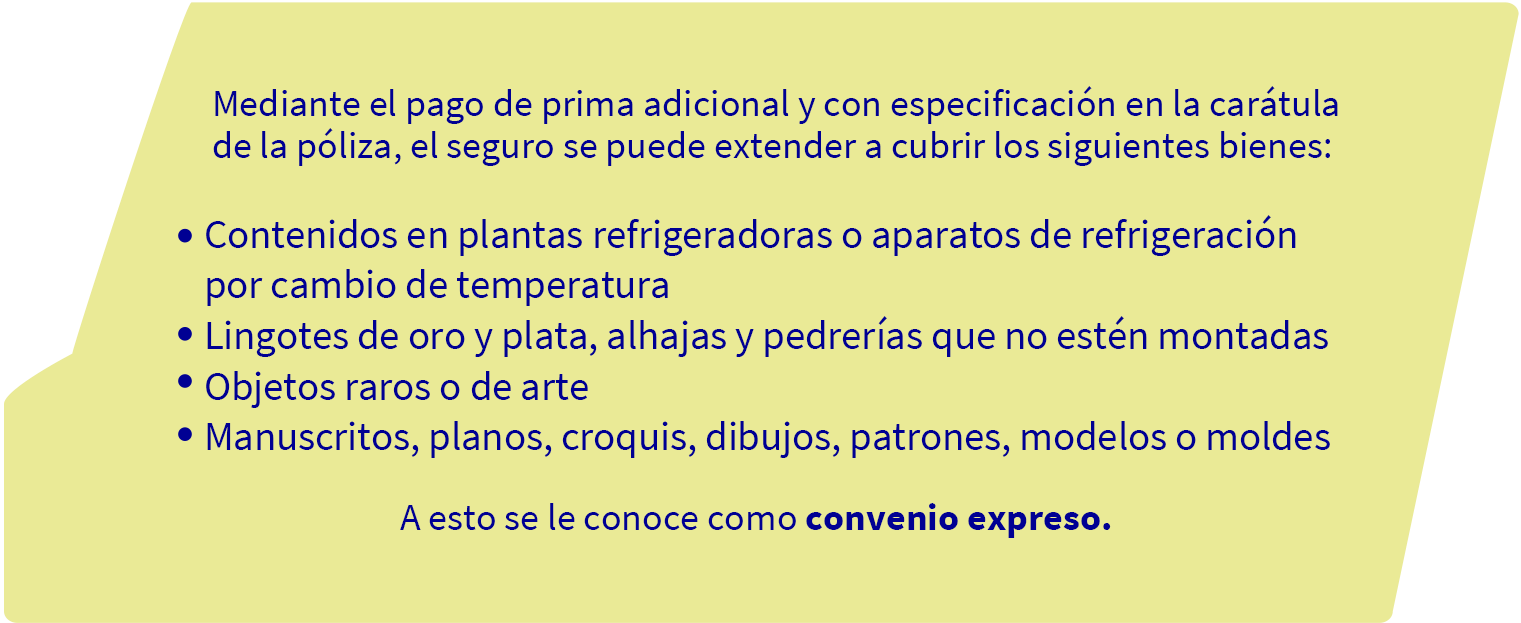 Mediante el pago de prima adicional y con especificación en la carátula
de la póliza, el seguro se puede extender a cubrir los siguientes bienes:
• Contenidos en plantas refrigeradoras o aparatos de refrigeración
por cambio de temperatura
• Lingotes de oro y plata, alhajas y pedrerías que no estén montadas
• Objetos raros o de arte
• Manuscritos, planos, croquis, dibujos, patrones, modelos o moldes
A esto se le conoce como convenio expreso.